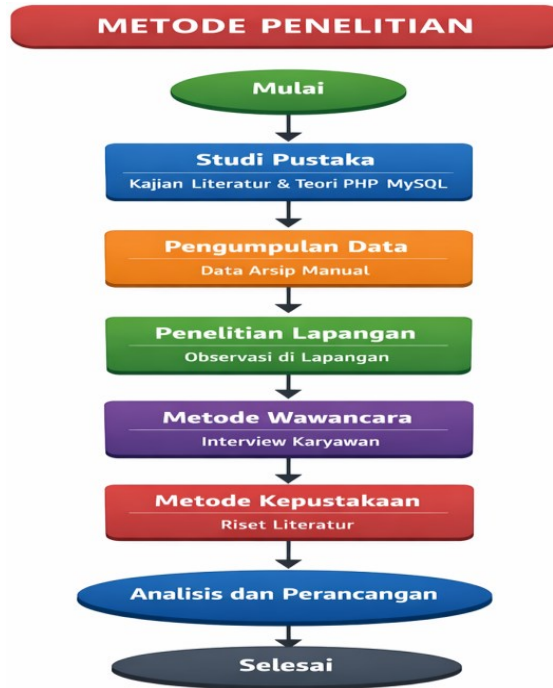 METODE PENELITIAN
Mulai
Studi Pustaka
Kajian Literatur & Teori PHP MySQL
Pengumpulan Data
Data Arsip Manual
Penelitian Lapangan
Observasi di Lapangan
Metode Wawancara
Interview Karyawan
Metode Kepustakaan
Riset Literatur
Analisis dan Perancangan
Selesai